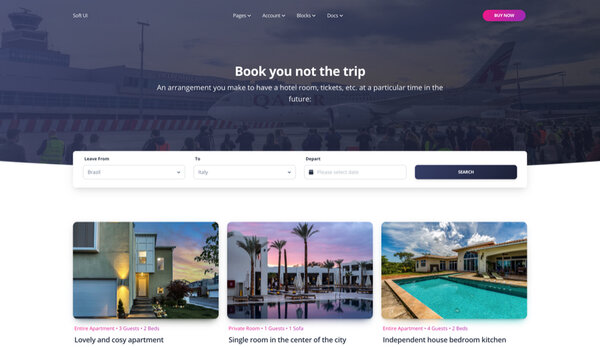 Soft UI
Pages
Account
Blocks
Docs
BUY NOW
Book you not the trip
An arrangement you make to have a hotel room, tickets, etc. at a particular time in the
future:
Leave From
To
Depart
Brazil
Italy
Please select date
SEARCH
Entire Apartment • 3 Guests • 2 Beds
Private Room • 1 Guests • 1 Sofa
Entire Apartment • 4 Guests • 2 Beds
Lovely and cosy apartment
Single room in the center of the city
Independent house bedroom kitchen